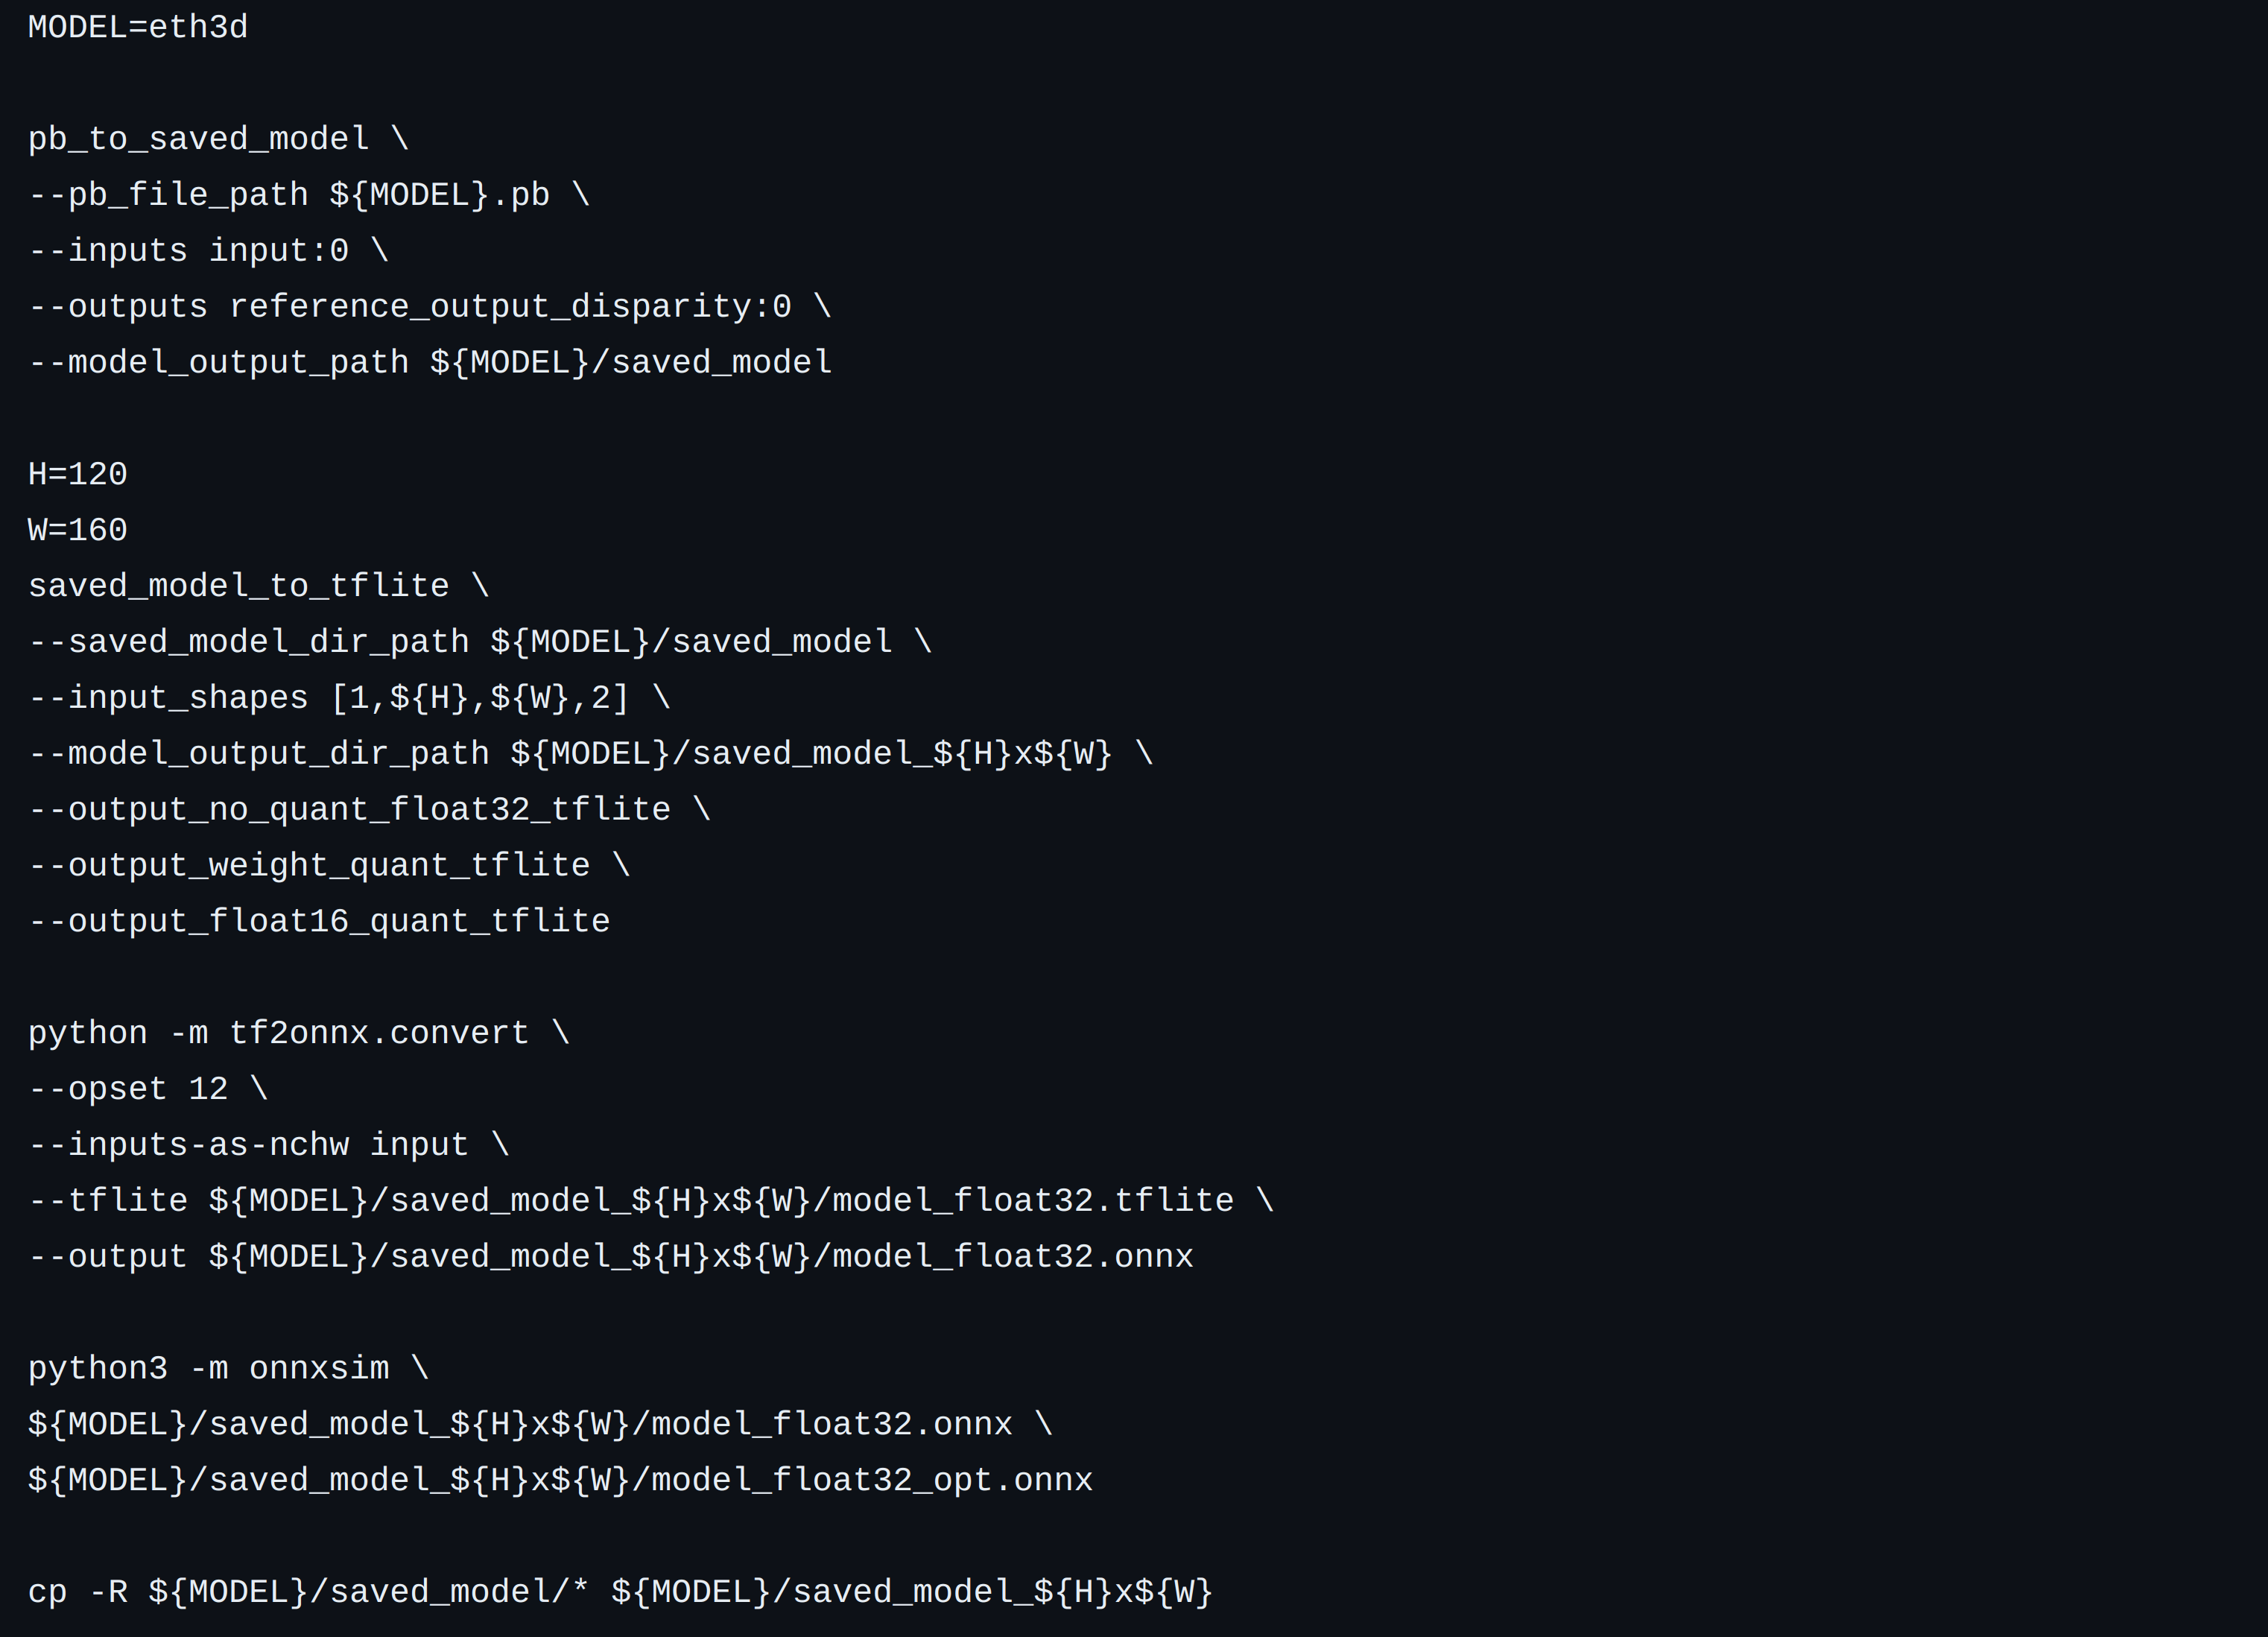 MODEL=eth3d
pb_to_saved_model \
--pb_file_path ${MODEL}.pb \
--inputs input:0 \
--outputs reference_output_disparity:0 \
--model_output_path ${MODEL}/saved_model
H=120
W=160
saved_model_to_tflite \
--saved_model_dir_path ${MODEL}/saved_model \
--input_shapes [1,${H},${W},2] \
--model_output_dir_path ${MODEL}/saved_model_${H}x${W} \
--output_no_quant_float32_tflite \
--output_weight_quant_tflite \
--output_float16_quant_tflite
python -m tf2onnx.convert \
--opset 12 \
--inputs-as-nchw input \
--tflite ${MODEL}/saved_model_${H}x${W}/model_float32.tflite \
--output ${MODEL}/saved_model_${H}x${W}/model_float32.onnx
python3 -m onnxsim \
${MODEL}/saved_model_${H}x${W}/model_float32.onnx \
${MODEL}/saved_model_${H}x${W}/model_float32_opt.onnx
cp -R ${MODEL}/saved_model/* ${MODEL}/saved_model_${H}x${W}